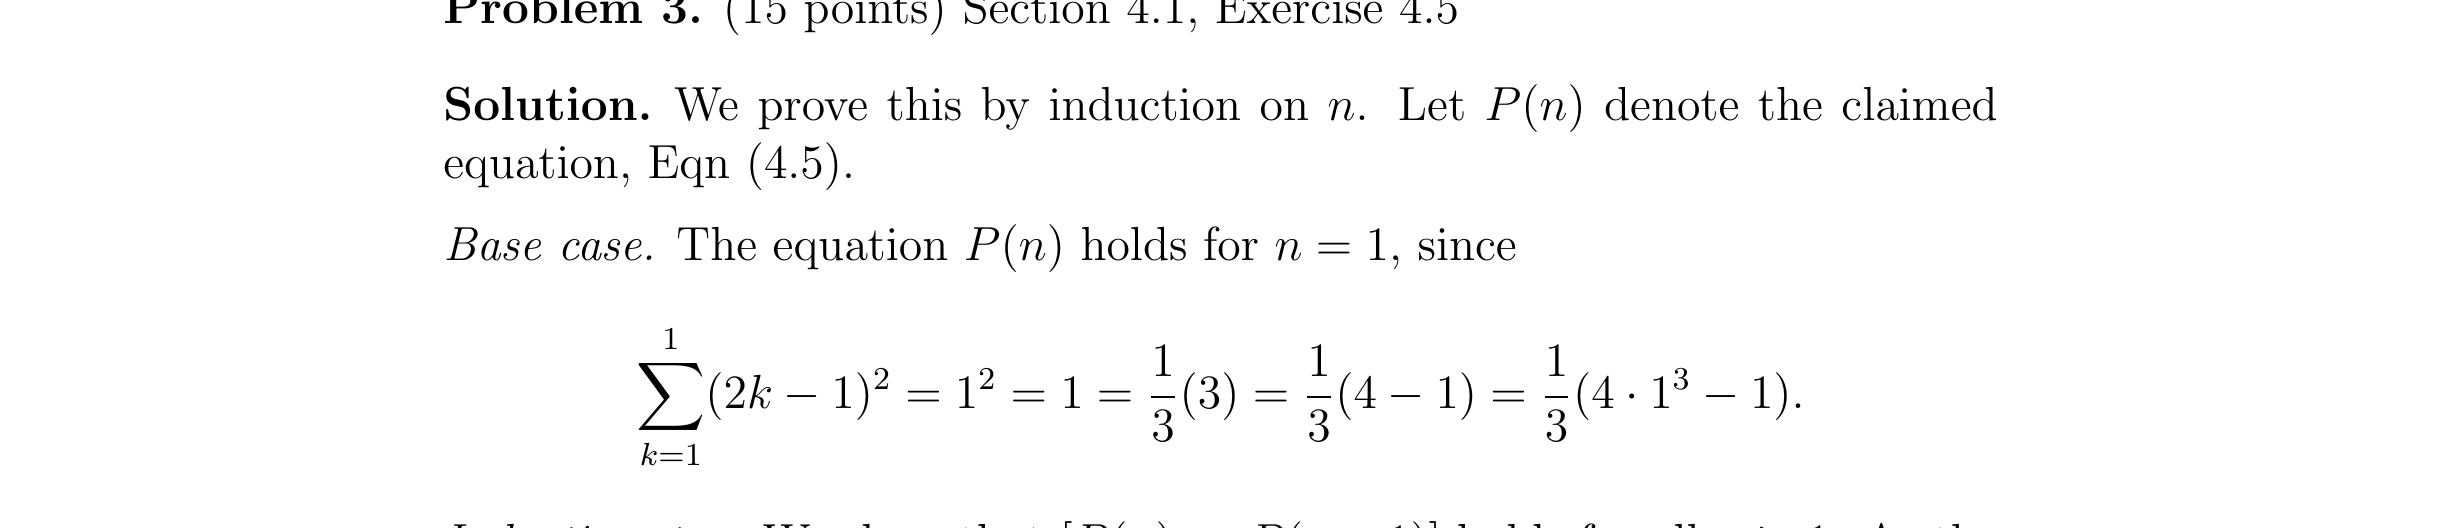 Problem 3. (15 points) Section 4.1, Exercise 4.5
Solution. We prove this by induction on n. Let P(n) denote the claimed
equation, Eqn (4.5).
Base case. The equation P(n) holds for n = 1, since
\sum_{k=1}^{1} (2k − 1)^2 = 1^2 = 1 = \frac{1}{3}(3) = \frac{1}{3}(4 − 1) = \frac{1}{3}(4 · 1^3 − 1).